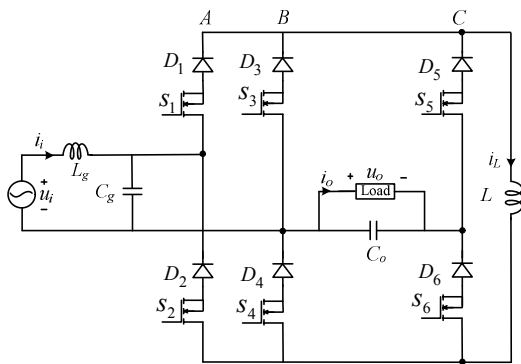 A B C
D1 D3 D5
S1 S3 S5
ii Lg
ui + -
Cg
io + uo -
Load
Co
iL
L
D2 D4 D6
S2 S4 S6